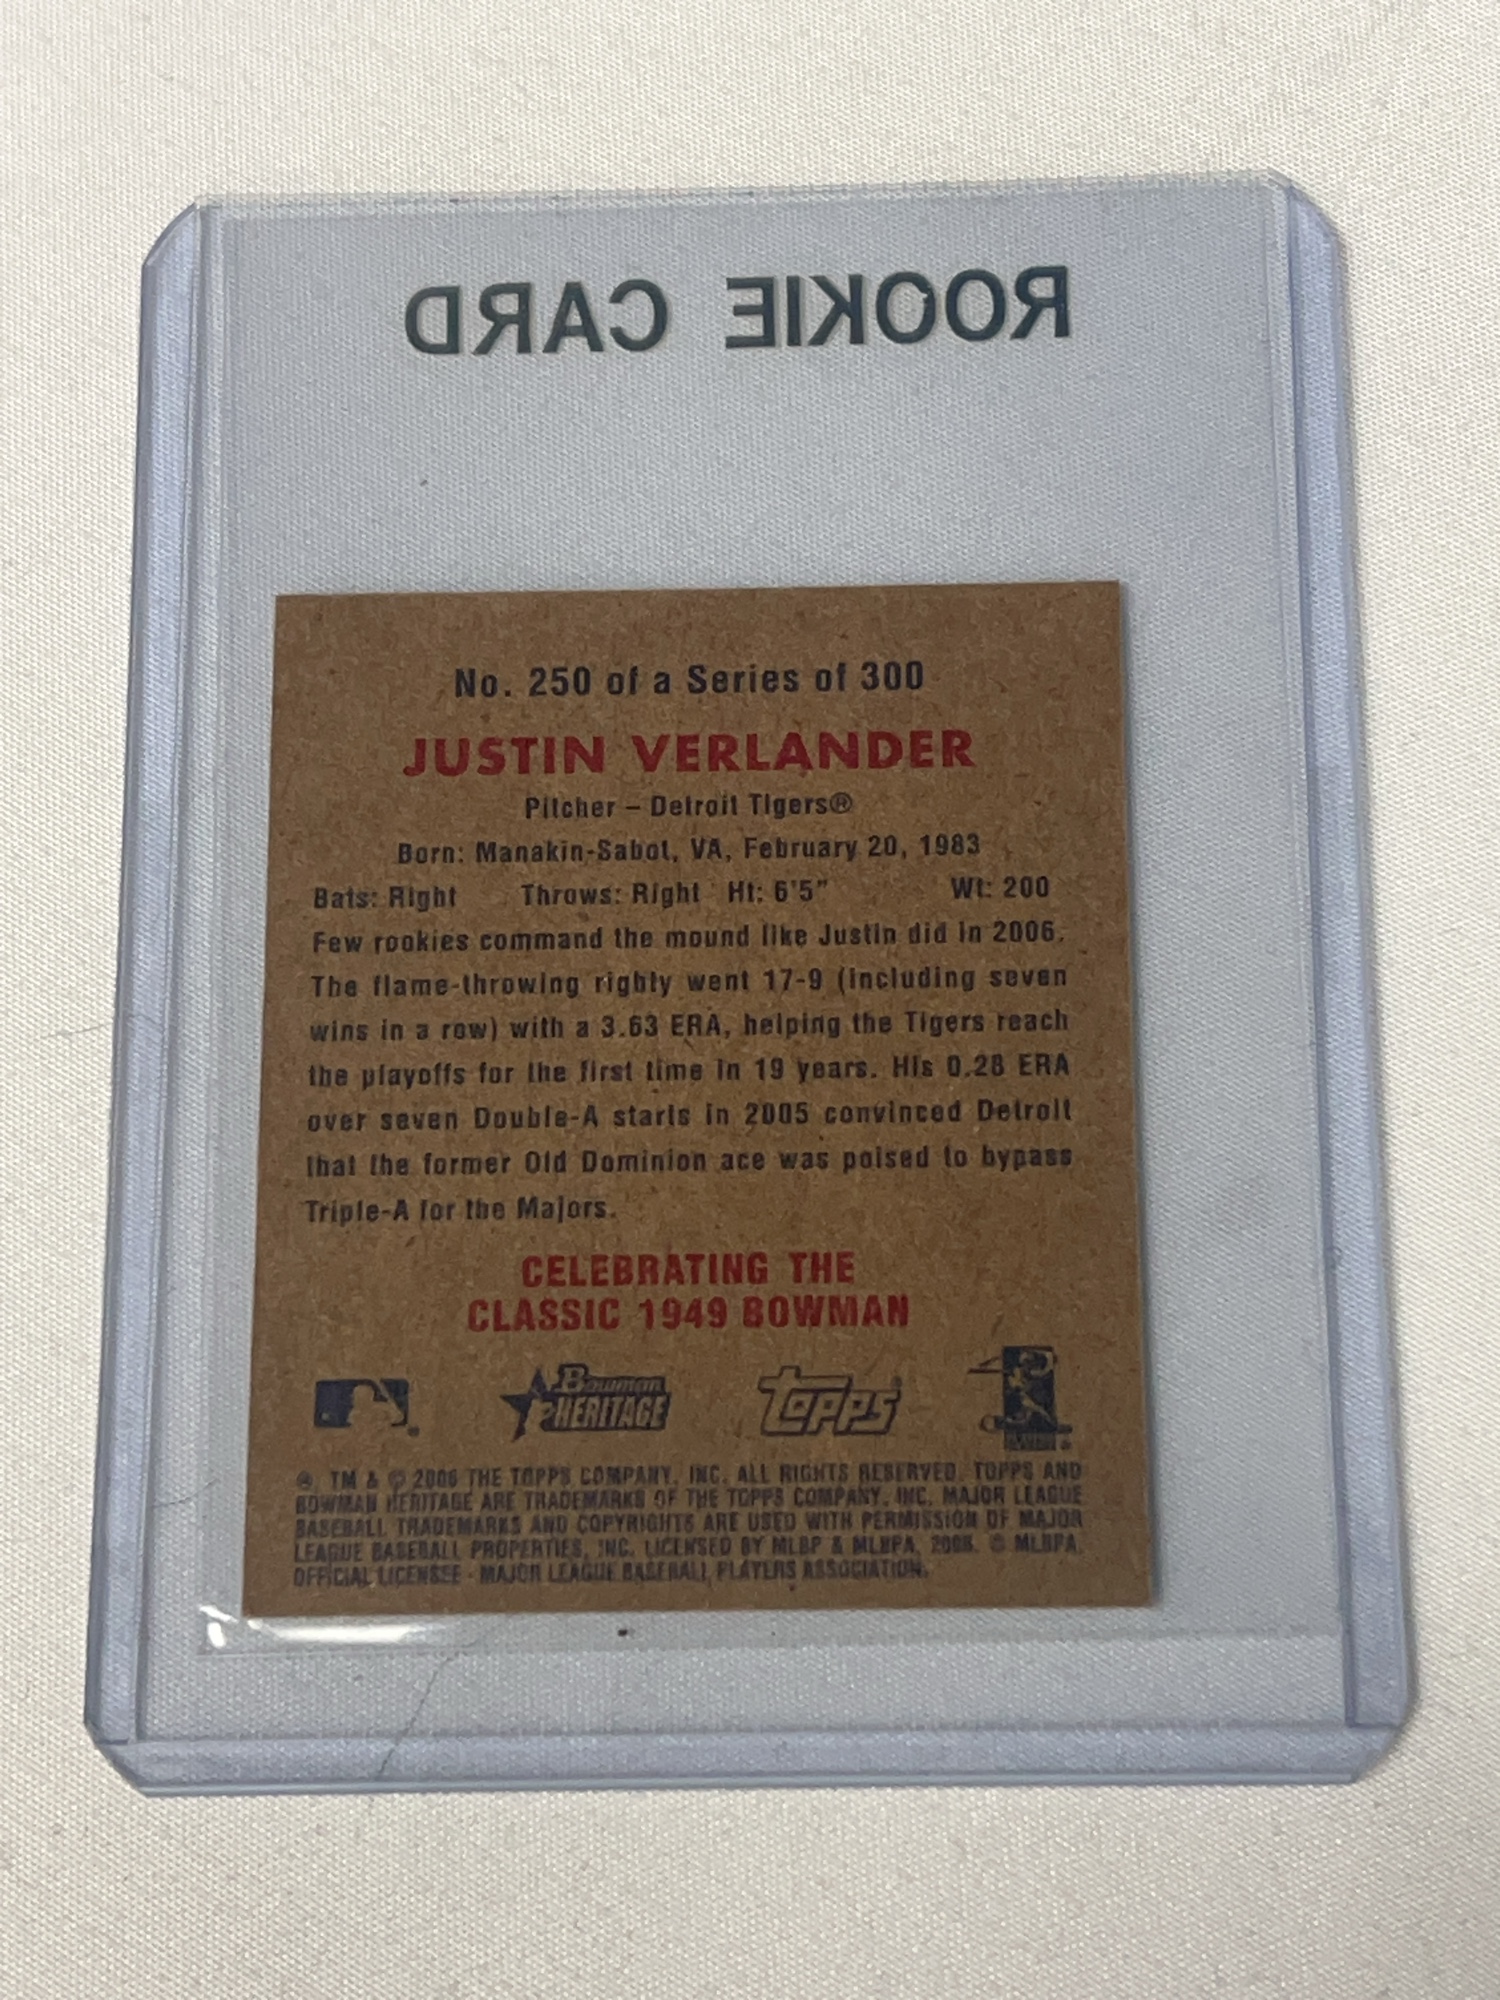 ROOKIE CARD
No. 250 of a Series of 300
JUSTIN VERLANDER
Pitcher – Detroit Tigers®
Born: Manakin-Sabot, VA, February 20, 1983
Bats: Right Throws: Right Ht: 6'5" Wt: 200
Few rookies command the mound like Justin did in 2006.
The flame-throwing righty went 17-9 (including seven
wins in a row) with a 3.63 ERA, helping the Tigers reach
the playoffs for the first time in 19 years. His 0.28 ERA
over seven Double-A starts in 2005 convinced Detroit
that the former Old Dominion ace was poised to bypass
Triple-A for the Majors.
CELEBRATING THE
CLASSIC 1949 BOWMAN
Bowman HERITAGE topps
® TM & © 2006 THE TOPPS COMPANY, INC. ALL RIGHTS RESERVED. TOPPS AND
BOWMAN HERITAGE ARE TRADEMARKS OF THE TOPPS COMPANY, INC. MAJOR LEAGUE
BASEBALL TRADEMARKS AND COPYRIGHTS ARE USED WITH PERMISSION OF MAJOR
LEAGUE BASEBALL PROPERTIES, INC. LICENSED BY MLBP & MLBPA, 2006. © MLBPA,
OFFICIAL LICENSEE - MAJOR LEAGUE BASEBALL PLAYERS ASSOCIATION.